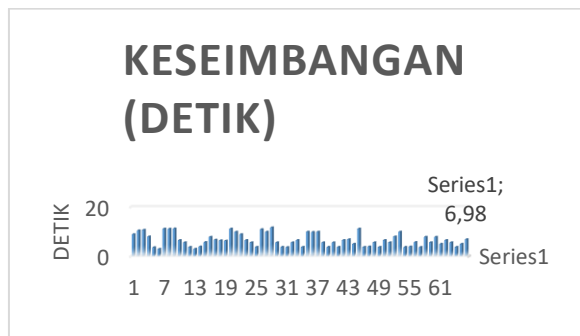 KESEIMBANGAN
(DETIK)
Series1;
6,98
20
0
DETIK
Series1
1 7 13 19 25 31 37 43 49 55 61